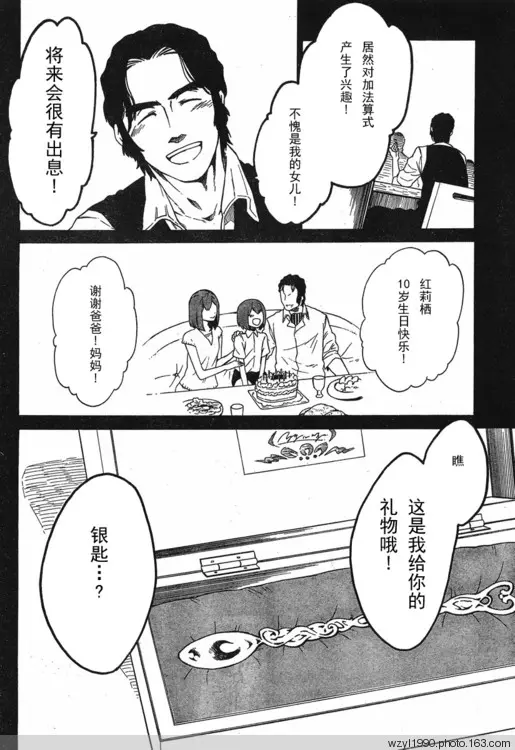 居然对加法算式
产生了兴趣！
不愧是我的女儿！
将来会很有出息！
红莉栖
10岁生日快乐！
谢谢爸爸！妈妈！
瞧
这是我给你的
礼物哦！
银匙…？
www.wzyl1990.photo.163.com